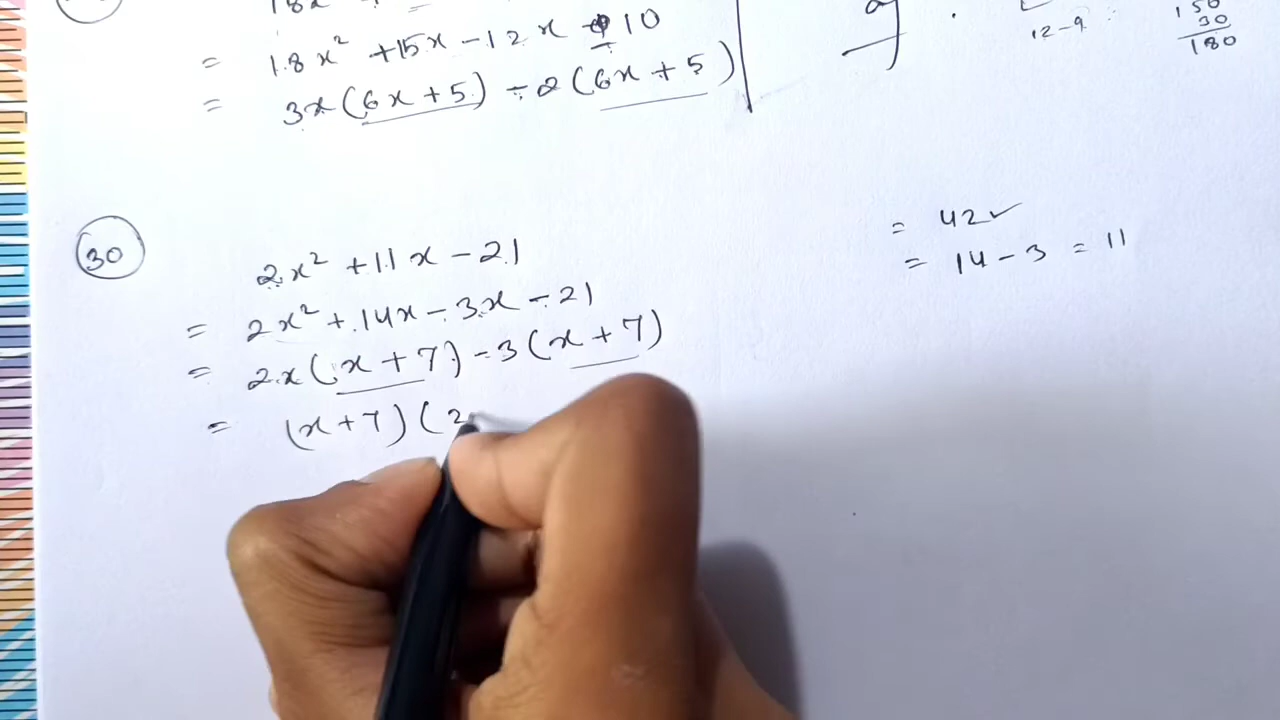 18x
= 18x² + 15x - 12x - 10
= 3x(6x + 5) - 2(6x + 5)
12-9
150
30
180
30
2x² + 11x - 21
= 2x² + 14x - 3x - 21
= 2x(x + 7) - 3(x + 7)
= (x + 7)(2
= 42✓
= 14 - 3 = 11